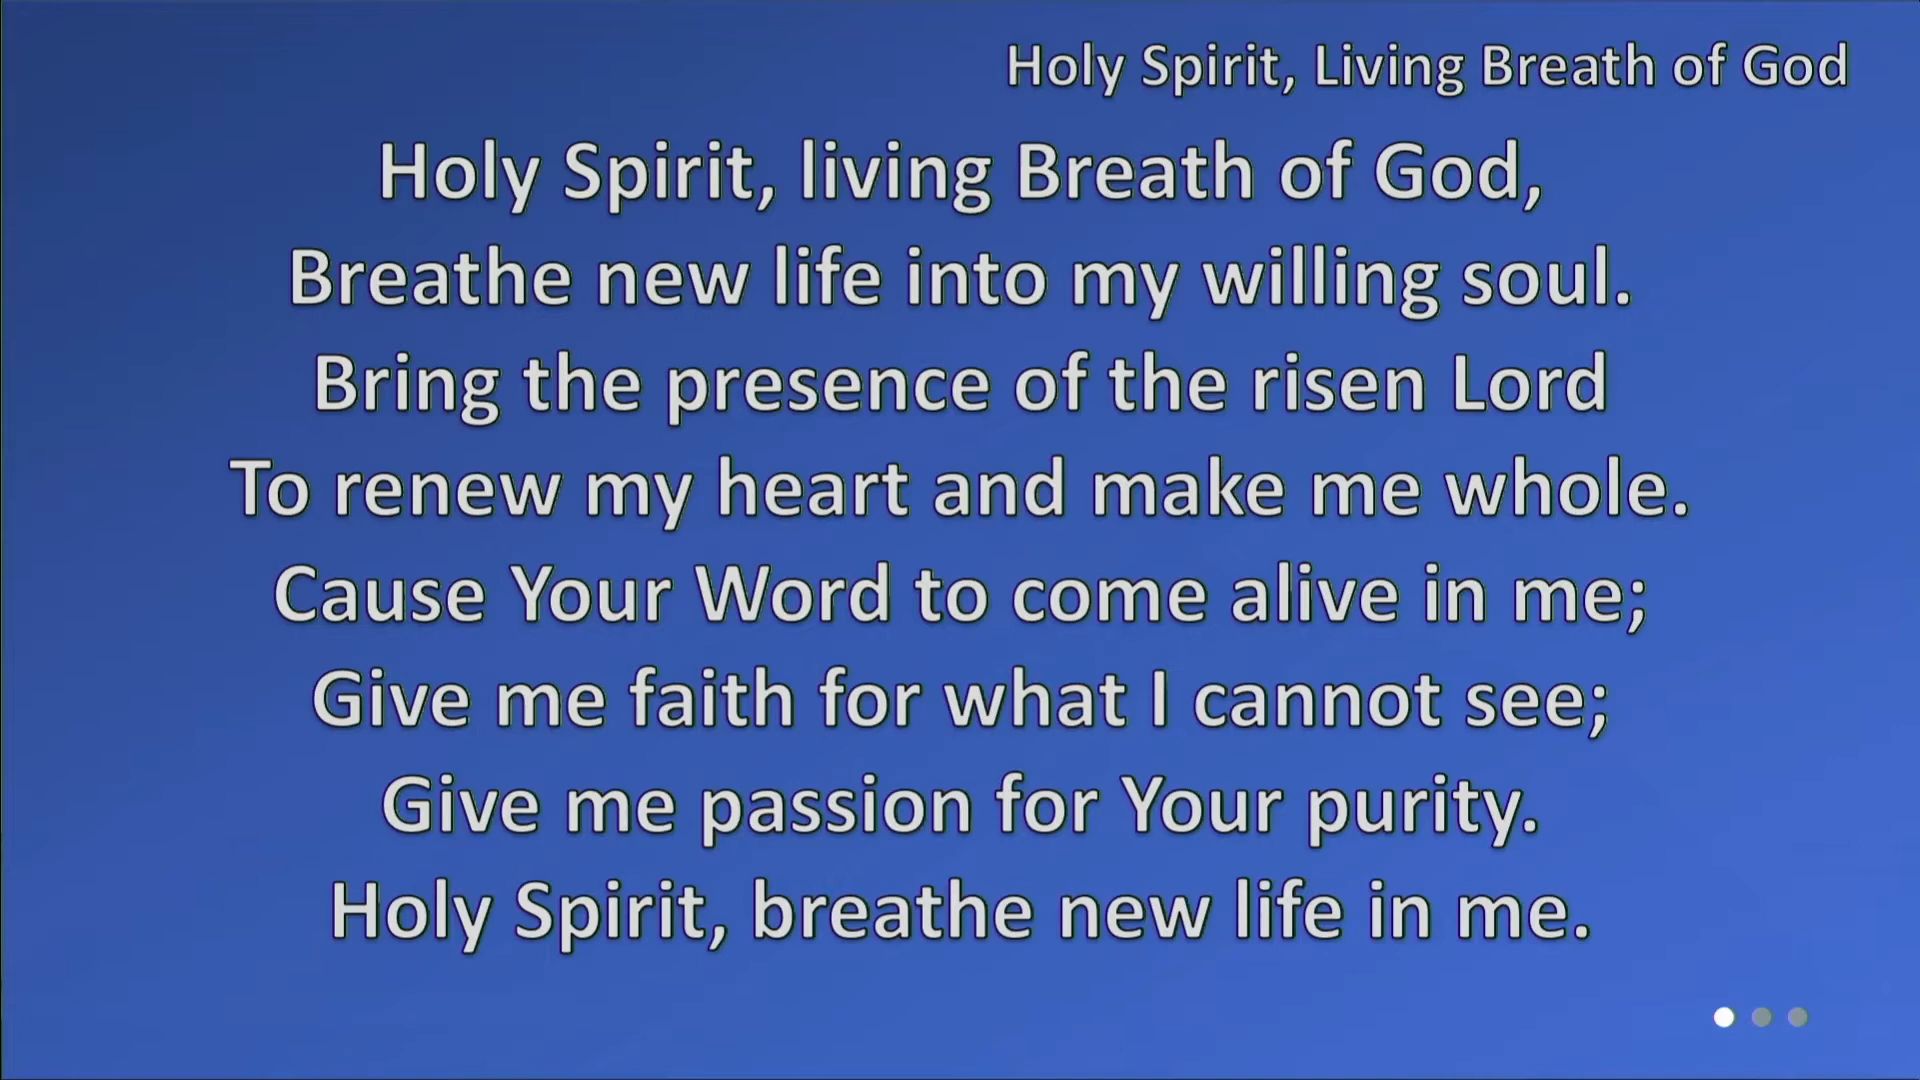 Holy Spirit, Living Breath of God
Holy Spirit, living Breath of God,
Breathe new life into my willing soul.
Bring the presence of the risen Lord
To renew my heart and make me whole.
Cause Your Word to come alive in me;
Give me faith for what I cannot see;
Give me passion for Your purity.
Holy Spirit, breathe new life in me.